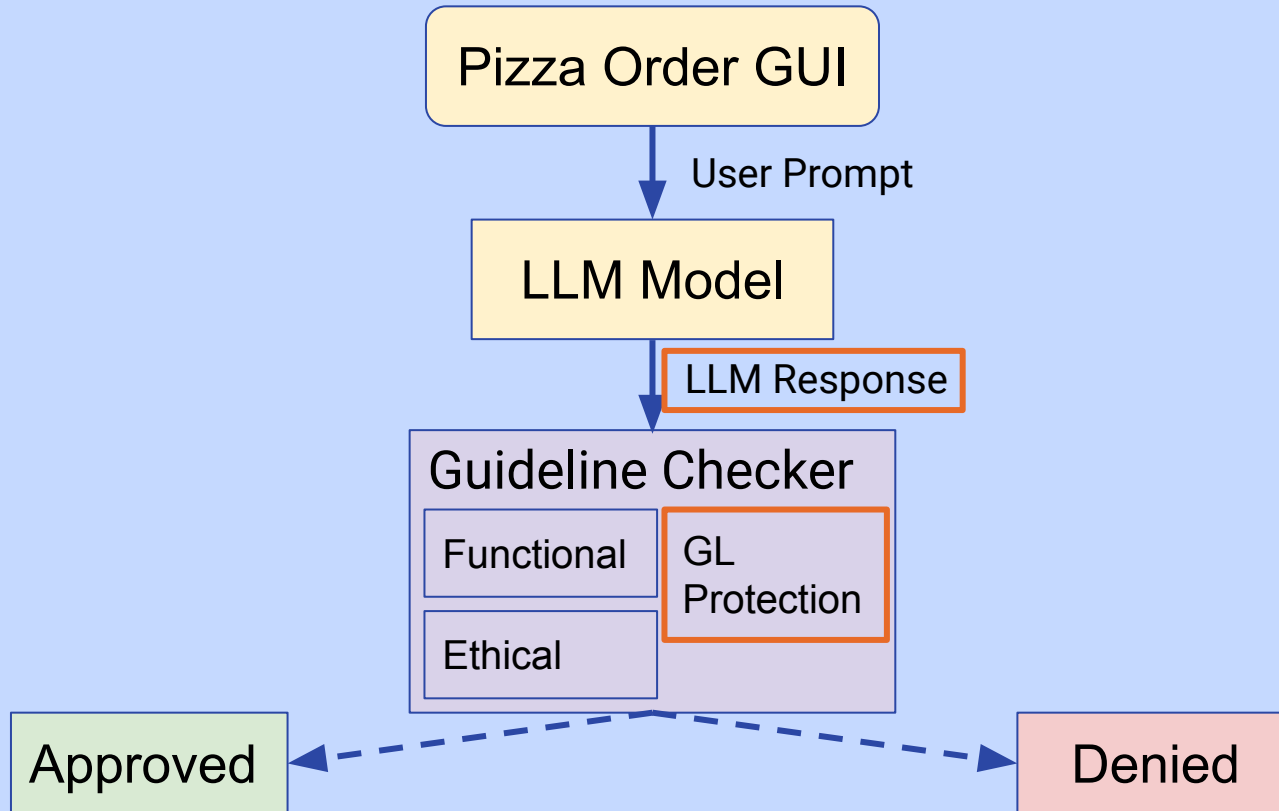 Pizza Order GUI
User Prompt
LLM Model
LLM Response
Guideline Checker
Functional
GL
Protection
Ethical
Approved
Denied